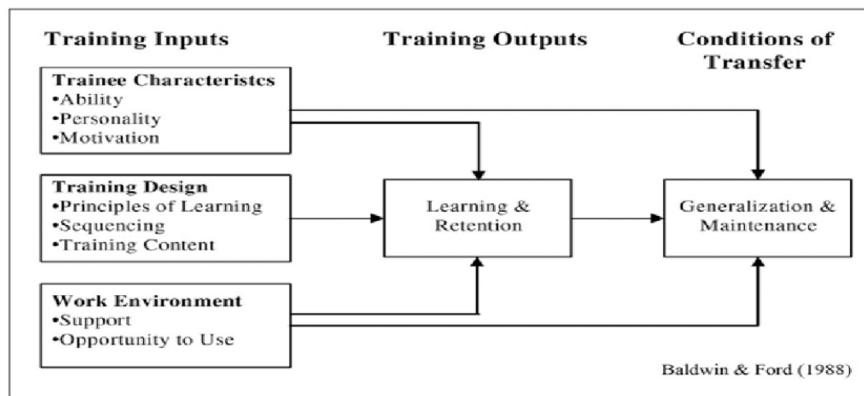 Training Inputs
Training Outputs
Conditions of
Transfer
Trainee Characteristcs
•Ability
•Personality
•Motivation
Training Design
•Principles of Learning
•Sequencing
•Training Content
Learning &
Retention
Generalization &
Maintenance
Work Environment
•Support
•Opportunity to Use
Baldwin & Ford (1988)